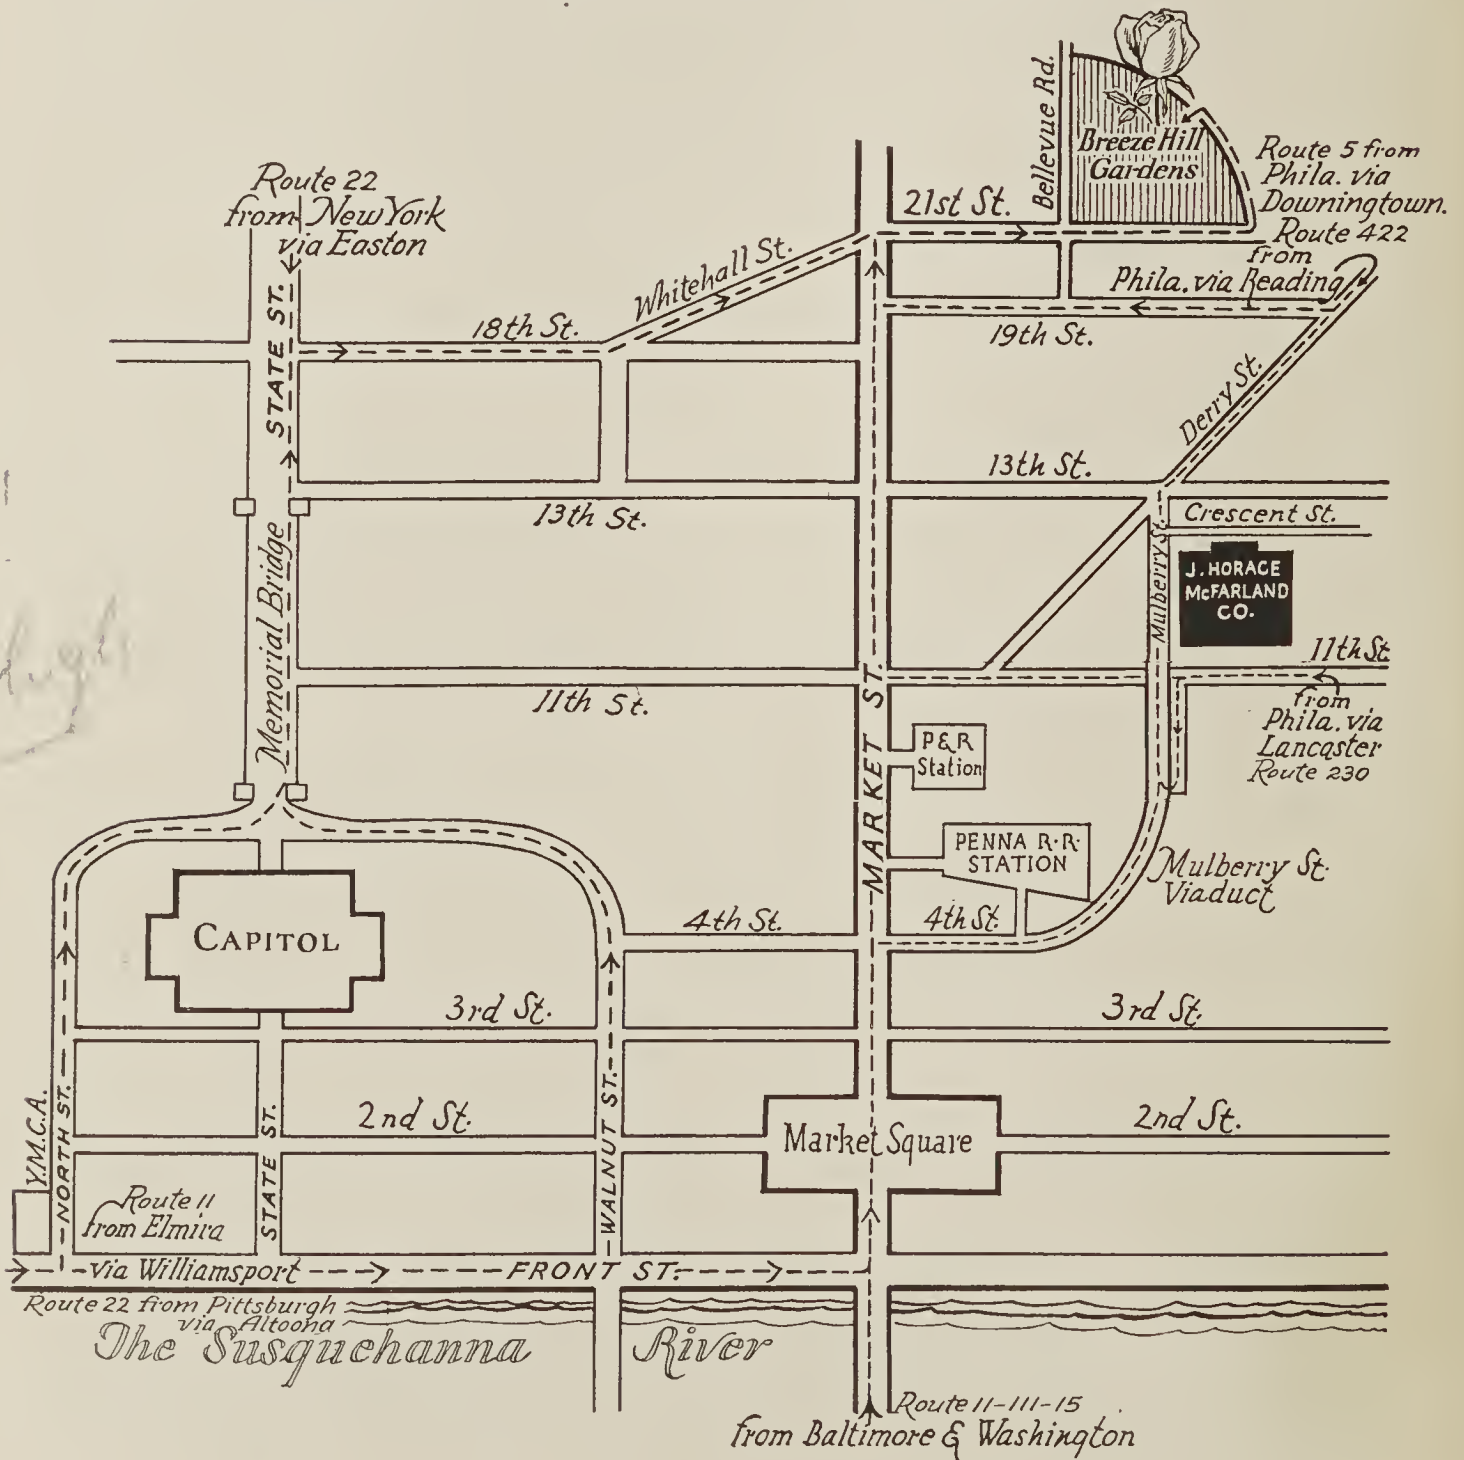 Bellevue Rd.
Breeze Hill
Gardens
Route 5 from
Phila. via
Downingtown.
Route 422
from
Phila. via Reading
Route 22
from New York
via Easton
21st St.
Whitehall St.
STATE ST.
18th St.
19th St.
Derry St.
13th St.
13th St.
Crescent St.
Mulberry St.
J. HORACE
McFARLAND
CO.
Memorial Bridge
11th St.
11th St
from
Phila. via
Lancaster
Route 230
MARKET ST.
P&R
Station
PENNA R.R.
STATION
Mulberry St.
Viaduct
CAPITOL
4th St.
4th St.
3rd St.
3rd St.
Y.M.C.A.
NORTH ST.
STATE ST.
2nd St.
WALNUT ST.
Market Square
2nd St.
Route 11
from Elmira
via Williamsport
FRONT ST.
Route 22 from Pittsburgh
via Altoona
The Susquehanna River
Route 11-111-15
from Baltimore & Washington